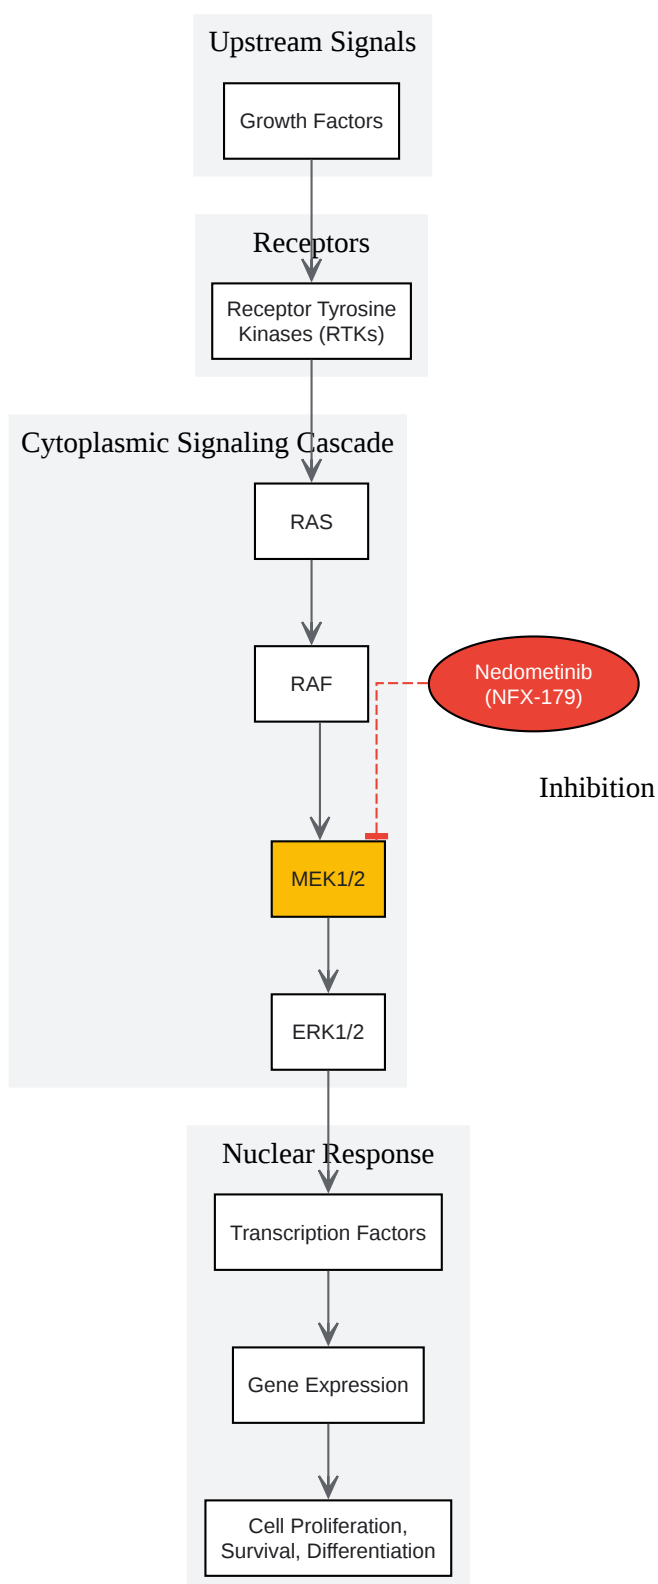 Upstream Signals
Growth Factors
Receptors
Receptor Tyrosine
Kinases (RTKs)
Cytoplasmic Signaling Cascade
RAS
RAF
Nedometinib
(NFX-179)
Inhibition
MEK1/2
ERK1/2
Nuclear Response
Transcription Factors
Gene Expression
Cell Proliferation,
Survival, Differentiation